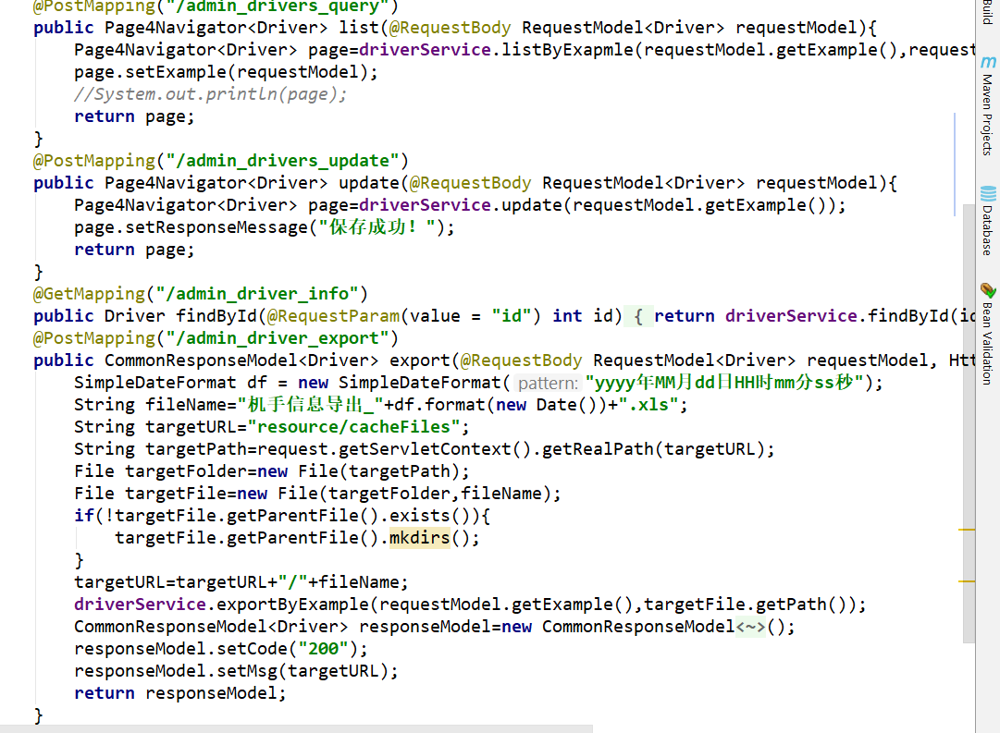 @PostMapping("/admin_drivers_query")
public Page4Navigator<Driver> list(@RequestBody RequestModel<Driver> requestModel){
Page4Navigator<Driver> page=driverService.listByExapmle(requestModel.getExample(),request
page.setExample(requestModel);
//System.out.println(page);
return page;
}
@PostMapping("/admin_drivers_update")
public Page4Navigator<Driver> update(@RequestBody RequestModel<Driver> requestModel){
Page4Navigator<Driver> page=driverService.update(requestModel.getExample());
page.setResponseMessage("保存成功！");
return page;
}
@GetMapping("/admin_driver_info")
public Driver findById(@RequestParam(value = "id") int id) { return driverService.findById(id
@PostMapping("/admin_driver_export")
public CommonResponseModel<Driver> export(@RequestBody RequestModel<Driver> requestModel, Htt
SimpleDateFormat df = new SimpleDateFormat( pattern: "yyyy年MM月dd日HH时mm分ss秒");
String fileName="机手信息导出_"+df.format(new Date())+".xls";
String targetURL="resource/cacheFiles";
String targetPath=request.getServletContext().getRealPath(targetURL);
File targetFolder=new File(targetPath);
File targetFile=new File(targetFolder,fileName);
if(!targetFile.getParentFile().exists()){
targetFile.getParentFile().mkdirs();
}
targetURL=targetURL+"/"+fileName;
driverService.exportByExample(requestModel.getExample(),targetFile.getPath());
CommonResponseModel<Driver> responseModel=new CommonResponseModel<~>();
responseModel.setCode("200");
responseModel.setMsg(targetURL);
return responseModel;
}
Build
m Maven Projects
Database
Bean Validation